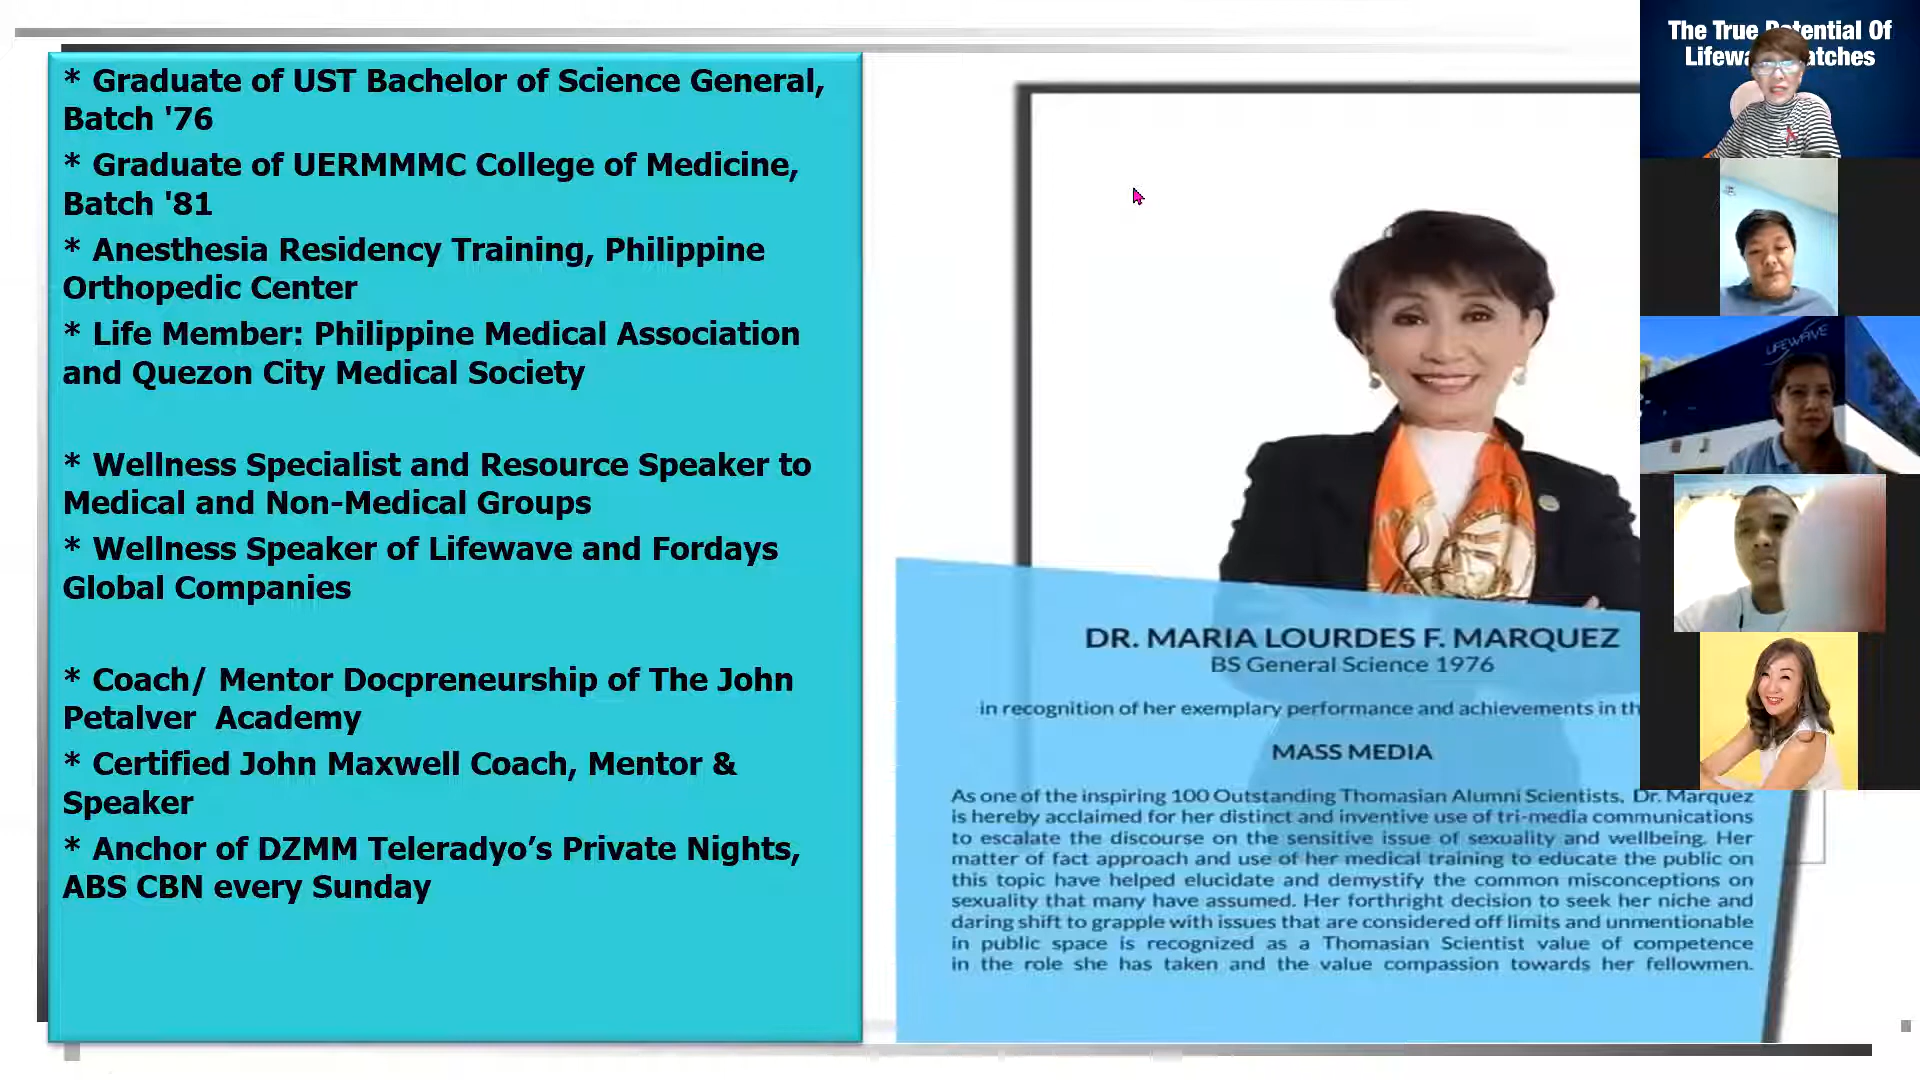 * Graduate of UST Bachelor of Science General,
Batch '76
* Graduate of UERMMMC College of Medicine,
Batch '81
* Anesthesia Residency Training, Philippine
Orthopedic Center
* Life Member: Philippine Medical Association
and Quezon City Medical Society
* Wellness Specialist and Resource Speaker to
Medical and Non-Medical Groups
* Wellness Speaker of Lifewave and Fordays
Global Companies
* Coach/ Mentor Docpreneurship of The John
Petalver Academy
* Certified John Maxwell Coach, Mentor &
Speaker
* Anchor of DZMM Teleradyo’s Private Nights,
ABS CBN every Sunday
DR. MARIA LOURDES F. MARQUEZ
BS General Science 1976
in recognition of her exemplary performance and achievements in
MASS MEDIA
As one of the inspiring 100 Outstanding Thomasian Alumni Scientists, Dr. Marquez
is hereby acclaimed for her distinct and inventive use of tri-media communications
to escalate the discourse on the sensitive issue of sexuality and wellbeing. Her
matter of fact approach and use of her medical training to educate the public on
this topic have helped elucidate and demystify the common misconceptions on
sexuality that many have assumed. Her forthright decision to seek her niche and
daring shift to grapple with issues that are considered off limits and unmentionable
in public space is recognized as a Thomasian Scientist value of competence
in the role she has taken and the value compassion towards her fellowmen.
The True Of
LIFEWAVE